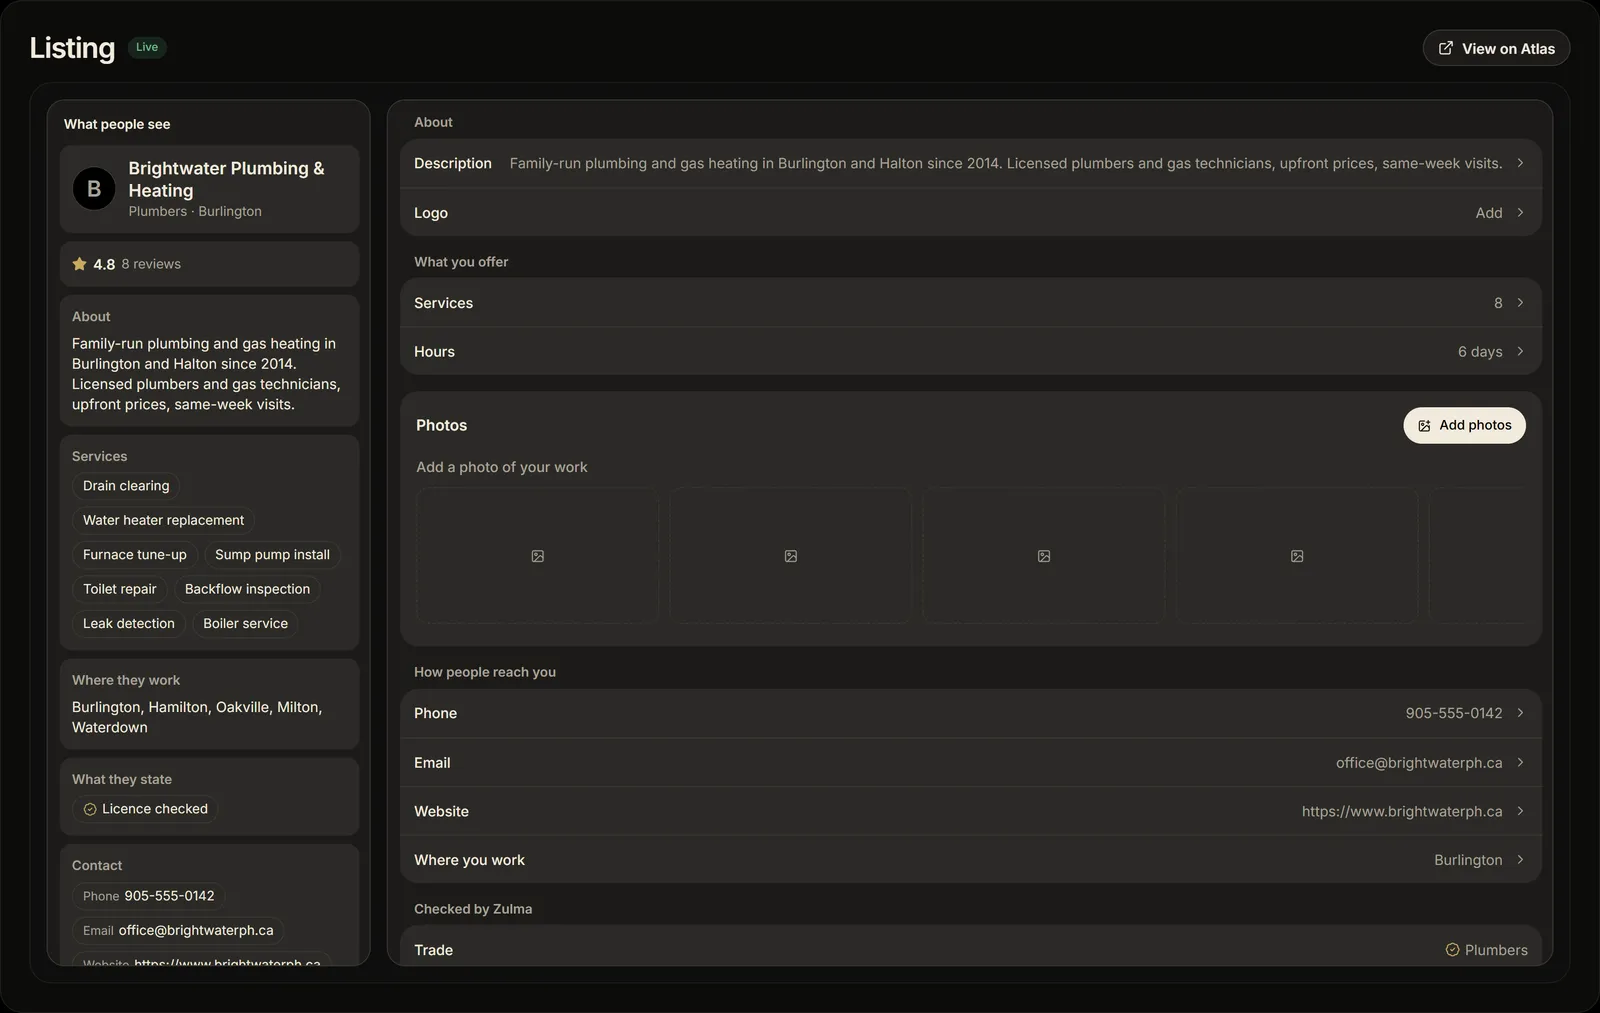 Listing
Live
View on Atlas
What people see
B
Brightwater Plumbing &
Heating
Plumbers · Burlington
4.8 8 reviews
About
Family-run plumbing and gas heating in
Burlington and Halton since 2014.
Licensed plumbers and gas technicians,
upfront prices, same-week visits.
Services
Drain clearing
Water heater replacement
Furnace tune-up Sump pump install
Toilet repair Backflow inspection
Leak detection Boiler service
Where they work
Burlington, Hamilton, Oakville, Milton,
Waterdown
What they state
Licence checked
Contact
Phone 905-555-0142
Email office@brightwaterph.ca
Website https://www.brightwaterph.ca
About
Description Family-run plumbing and gas heating in Burlington and Halton since 2014. Licensed plumbers and gas technicians, upfront prices, same-week visits.
Logo Add
What you offer
Services 8
Hours 6 days
Photos
Add photos
Add a photo of your work
How people reach you
Phone 905-555-0142
Email office@brightwaterph.ca
Website https://www.brightwaterph.ca
Where you work Burlington
Checked by Zulma
Trade Plumbers